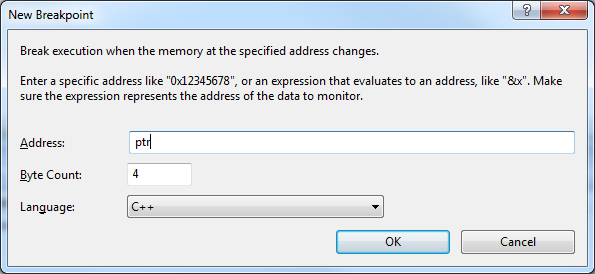 New Breakpoint
Break execution when the memory at the specified address changes.
Enter a specific address like "0x12345678", or an expression that evaluates to an address, like "&x". Make
sure the expression represents the address of the data to monitor.
Address: ptr
Byte Count: 4
Language: C++
OK Cancel